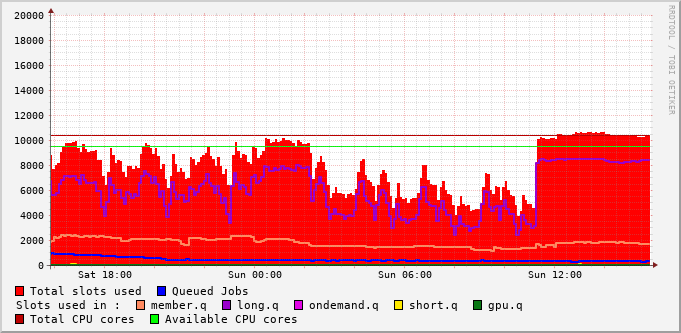 20000
18000
16000
14000
12000
10000
8000
6000
4000
2000
0
Sat 18:00 Sun 00:00 Sun 06:00 Sun 12:00
RRDTOOL / TOBI OETIKER
Total slots used Queued Jobs
Slots used in : member.q long.q ondemand.q short.q gpu.q
Total CPU cores Available CPU cores